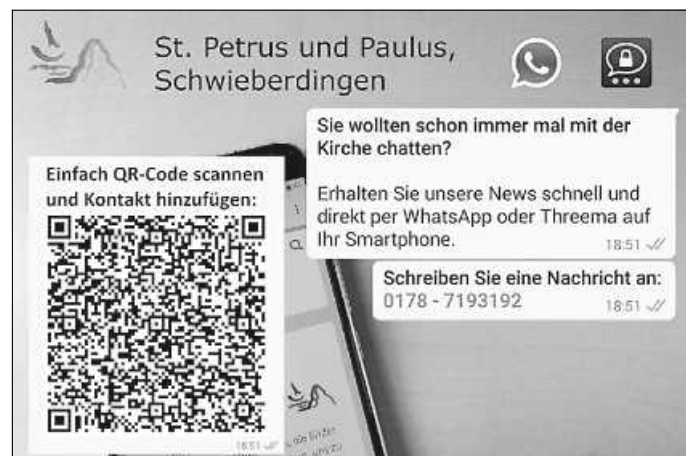 St. Petrus und Paulus,
Schwieberdingen
Sie wollten schon immer mal mit der
Kirche chatten?
Erhalten Sie unsere News schnell und
direkt per WhatsApp oder Threema auf
Ihr Smartphone.
18:51
Schreiben Sie eine Nachricht an:
0178 - 7193192
18:51
Einfach QR-Code scannen
und Kontakt hinzufügen:
18:51